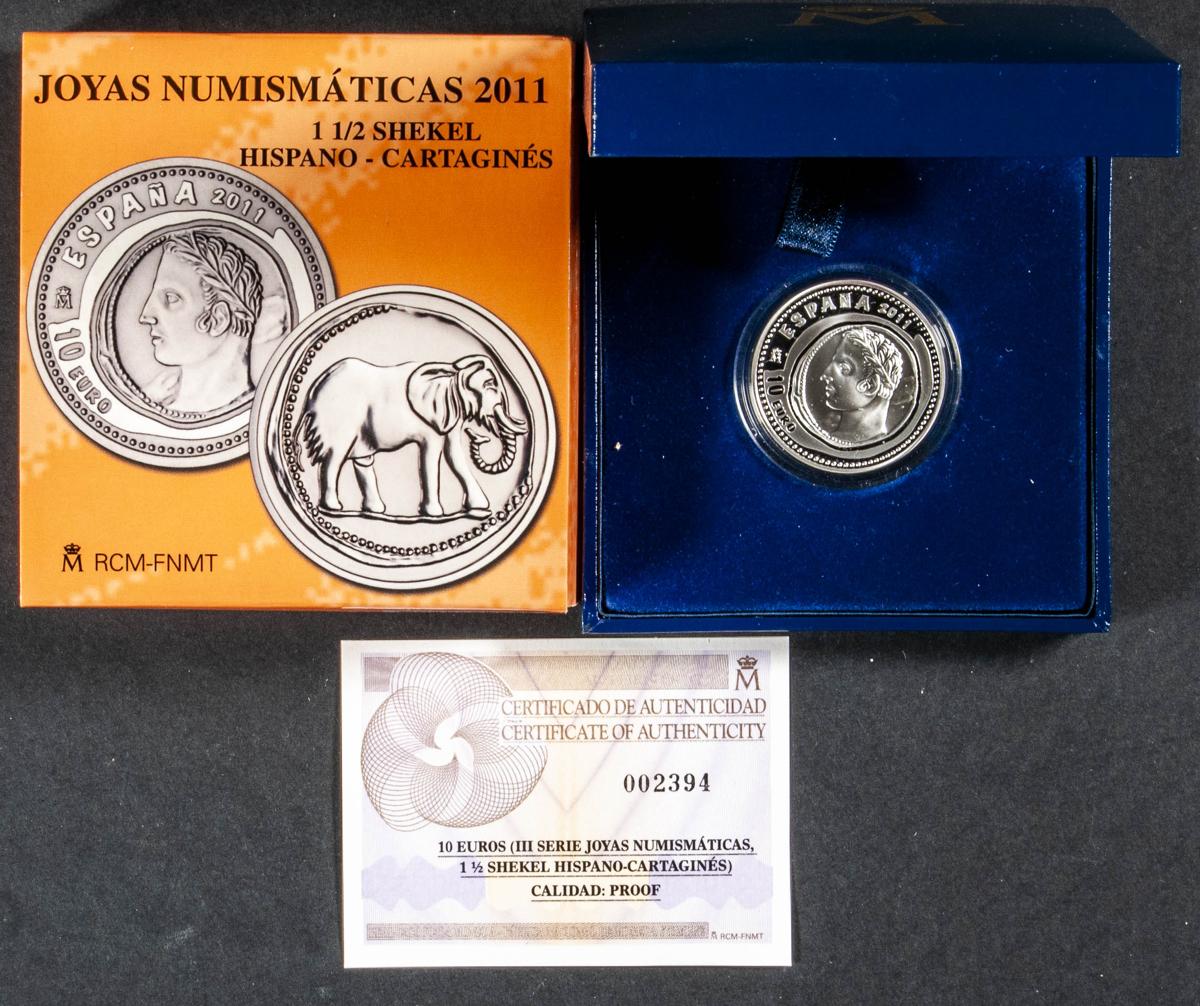 JOYAS NUMISMÁTICAS 2011
1 1/2 SHEKEL
HISPANO - CARTAGINÉS
ESPAÑA 2011
M
10 EURO
M RCM-FNMT
M
ESPAÑA 2011
M
10 EURO
M
CERTIFICADO DE AUTENTICIDAD
CERTIFICATE OF AUTHENTICITY
002394
10 EUROS (III SERIE JOYAS NUMISMÁTICAS,
1 ½ SHEKEL HISPANO-CARTAGINÉS)
CALIDAD: PROOF
M RCM-FNMT